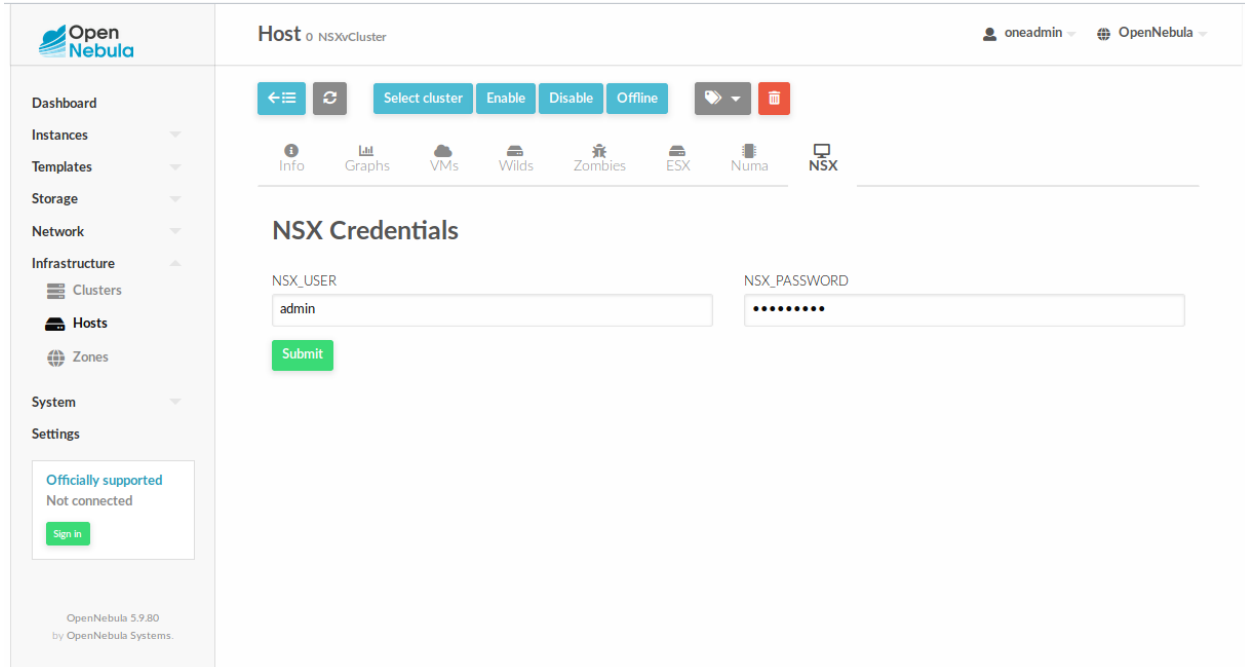 Open
Nebula
Host 0 NSXvCluster
oneadmin
OpenNebula
Dashboard
Instances
Templates
Storage
Network
Infrastructure
Clusters
Hosts
Zones
System
Settings
Officially supported
Not connected
Sign in
OpenNebula 5.9.80
by OpenNebula Systems.
Select cluster Enable Disable Offline
Info Graphs VMs Wilds Zombies ESX Numa NSX
NSX Credentials
NSX_USER NSX_PASSWORD
admin •••••••••
Submit